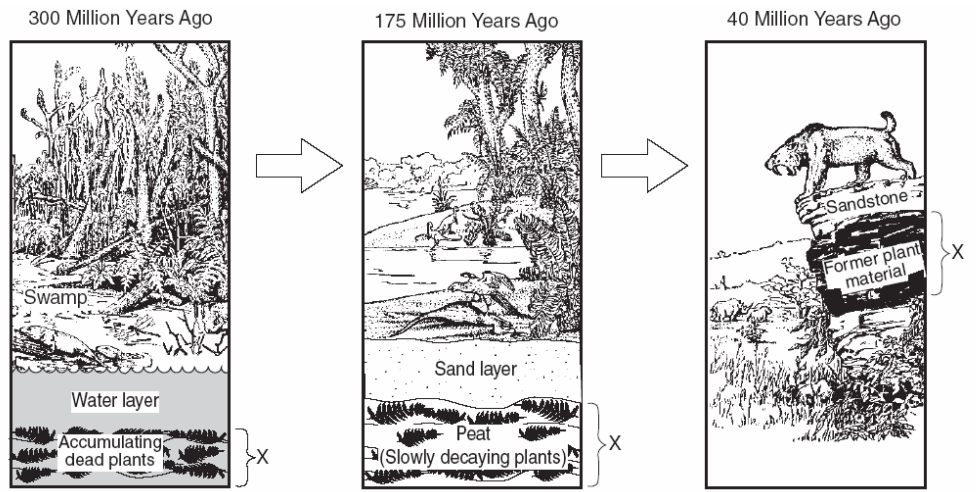 300 Million Years Ago
175 Million Years Ago
40 Million Years Ago
Swamp
Water layer
Accumulating
dead plants
X
Sand layer
Peat
(Slowly decaying plants)
X
Sandstone
Former plant
material
X